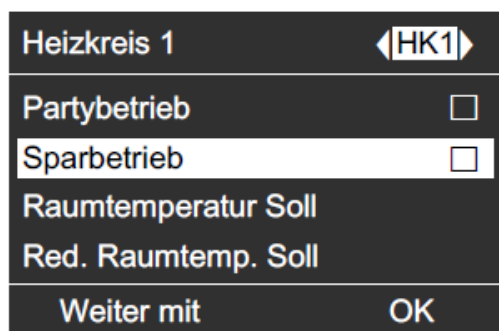 Heizkreis 1 HK1
Partybetrieb
Sparbetrieb
Raumtemperatur Soll
Red. Raumtemp. Soll
Weiter mit OK